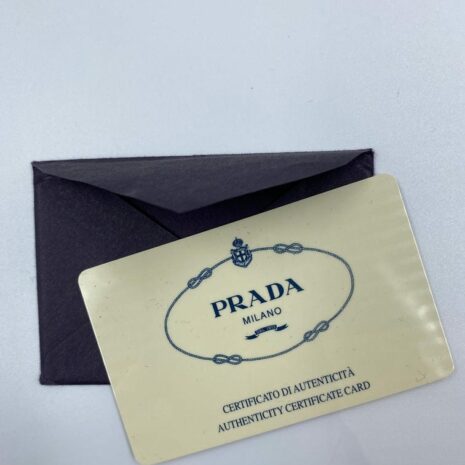 PRADA
MILANO
CERTIFICATO DI AUTENTICITÀ
AUTHENTICITY CERTIFICATE CARD